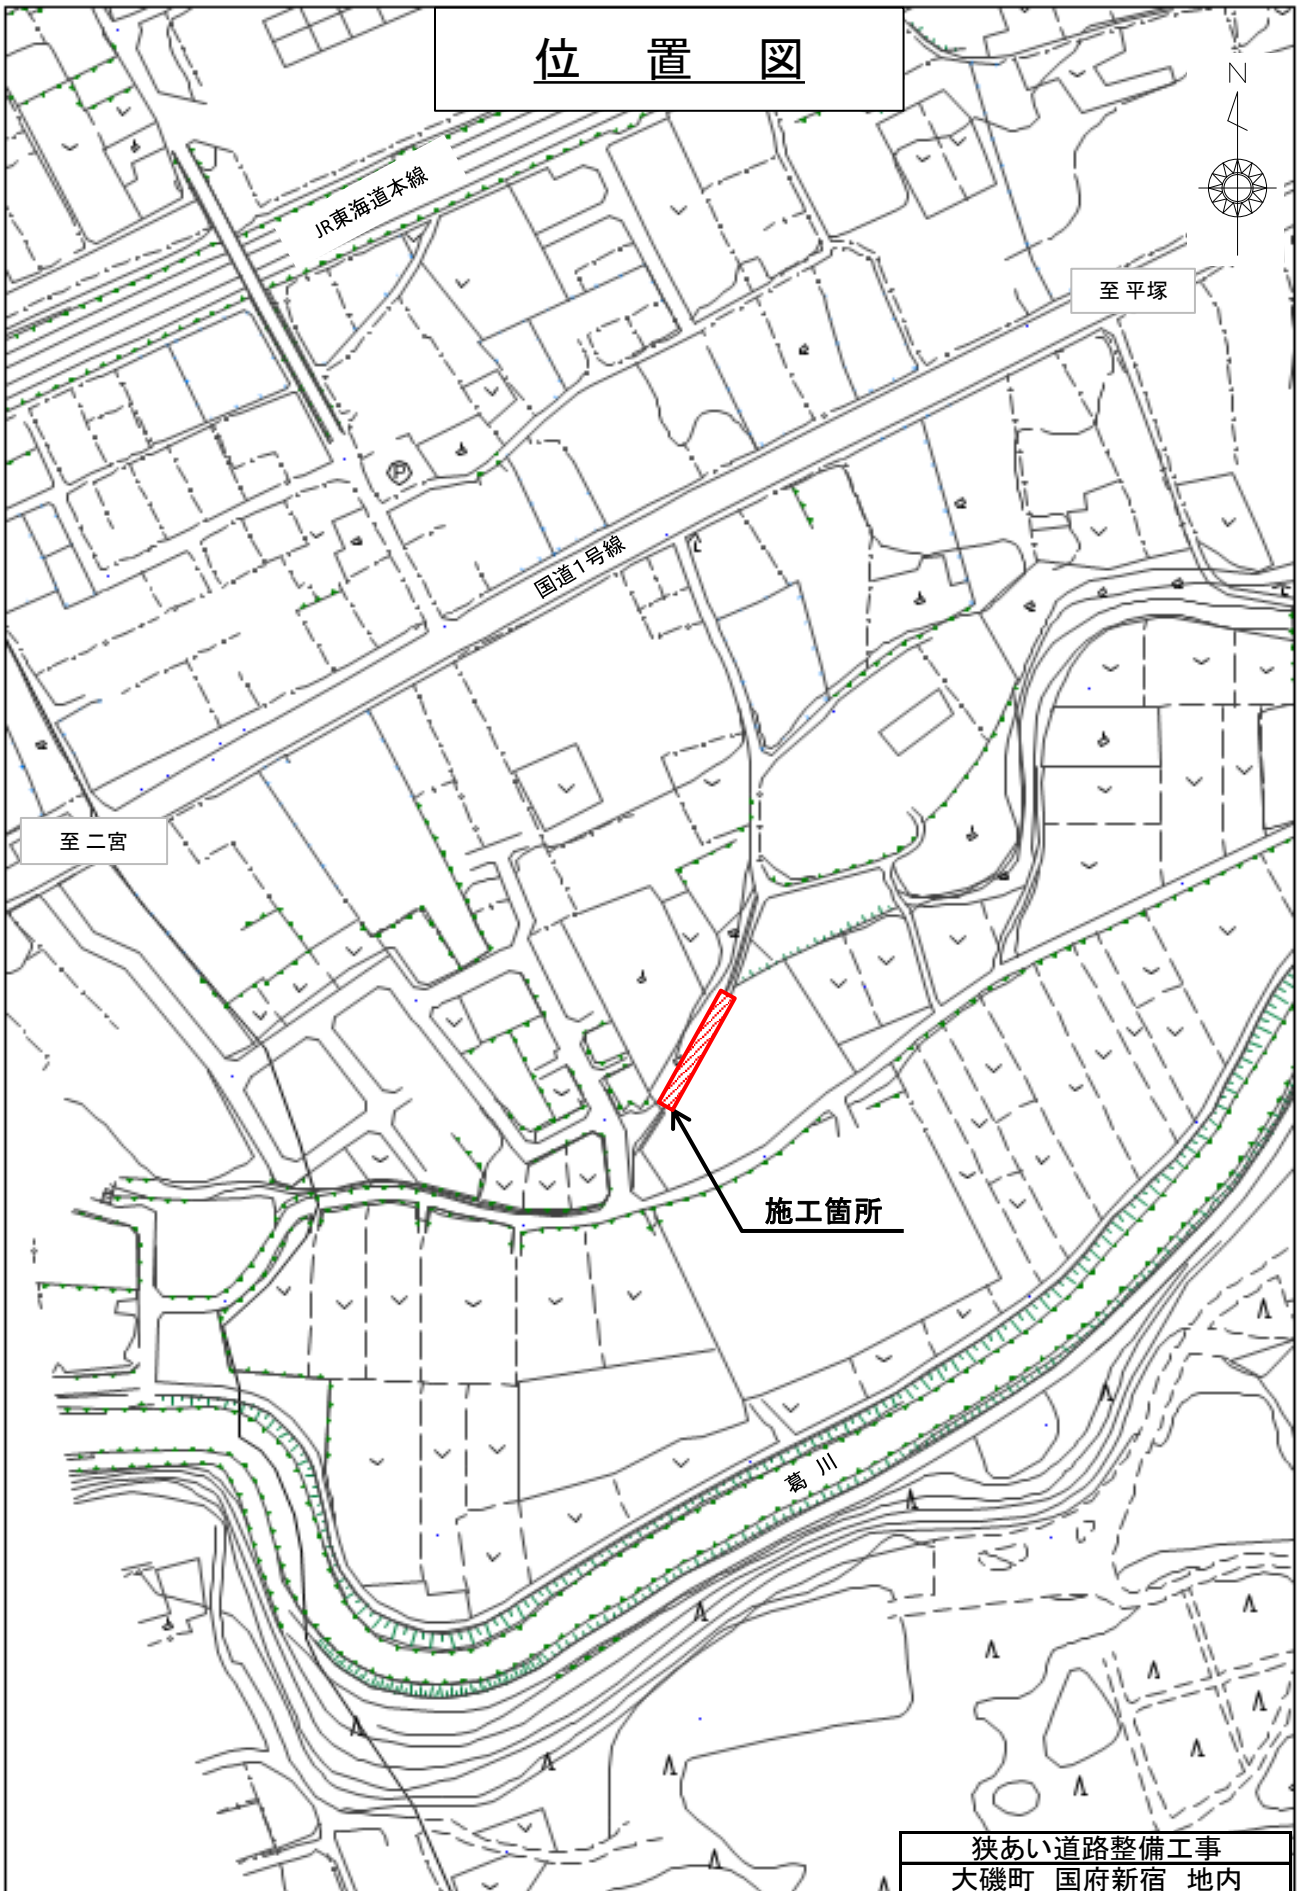 位 置 図
N
JR東海道本線
至 平塚
P
国道1号線
至 二宮
施工箇所
葛 川
狭あい道路整備工事
大磯町 国府新宿 地内